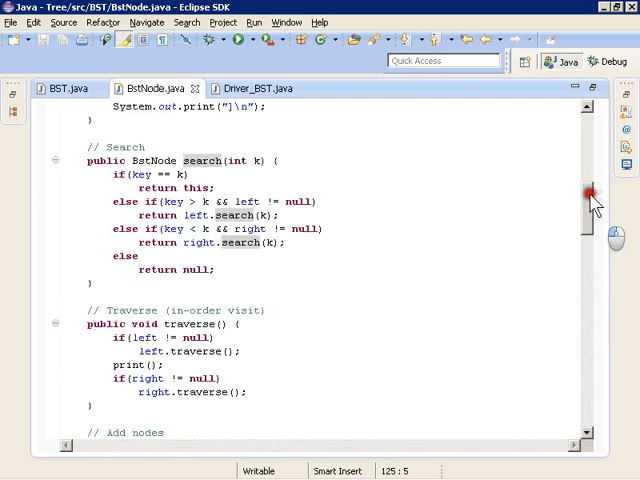 Java - Tree/src/BST/BstNode.java - Eclipse SDK
File Edit Source Refactor Navigate Search Project Run Window Help
Quick Access
Java
Debug
BST.java
BstNode.java
Driver_BST.java
System.out.print("]\n");
}
// Search
public BstNode search(int k) {
if(key == k)
return this;
else if(key > k && left != null)
return left.search(k);
else if(key < k && right != null)
return right.search(k);
else
return null;
}
// Traverse (in-order visit)
public void traverse() {
if(left != null)
left.traverse();
print();
if(right != null)
right.traverse();
}
// Add nodes
Writable
Smart Insert
125 : 5